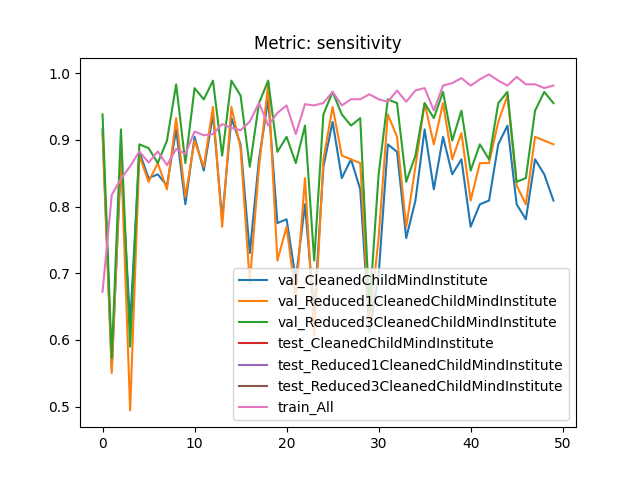 Metric: sensitivity
1.0
0.9
0.8
0.7
0.6
0.5
0
10
20
30
40
50
val_CleanedChildMindInstitute
val_Reduced1CleanedChildMindInstitute
val_Reduced3CleanedChildMindInstitute
test_CleanedChildMindInstitute
test_Reduced1CleanedChildMindInstitute
test_Reduced3CleanedChildMindInstitute
train_All